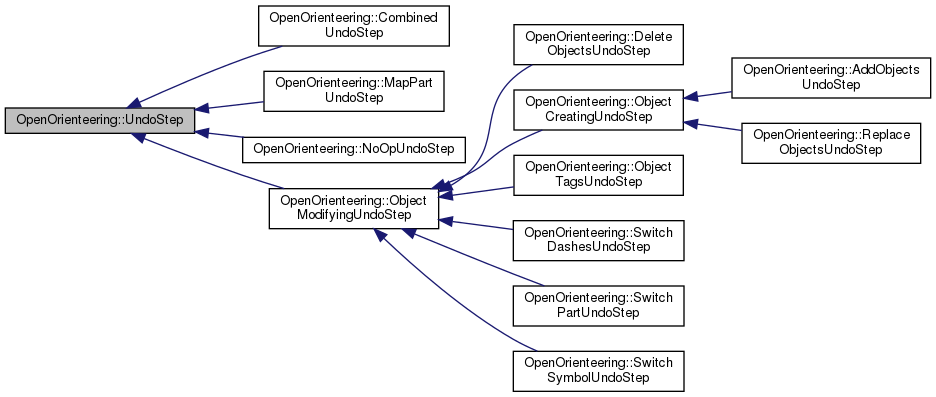 OpenOrienteering::UndoStep
OpenOrienteering::Combined
UndoStep
OpenOrienteering::MapPart
UndoStep
OpenOrienteering::NoOpUndoStep
OpenOrienteering::Object
ModifyingUndoStep
OpenOrienteering::Delete
ObjectsUndoStep
OpenOrienteering::Object
CreatingUndoStep
OpenOrienteering::Object
TagsUndoStep
OpenOrienteering::Switch
DashesUndoStep
OpenOrienteering::Switch
PartUndoStep
OpenOrienteering::Switch
SymbolUndoStep
OpenOrienteering::AddObjects
UndoStep
OpenOrienteering::Replace
ObjectsUndoStep